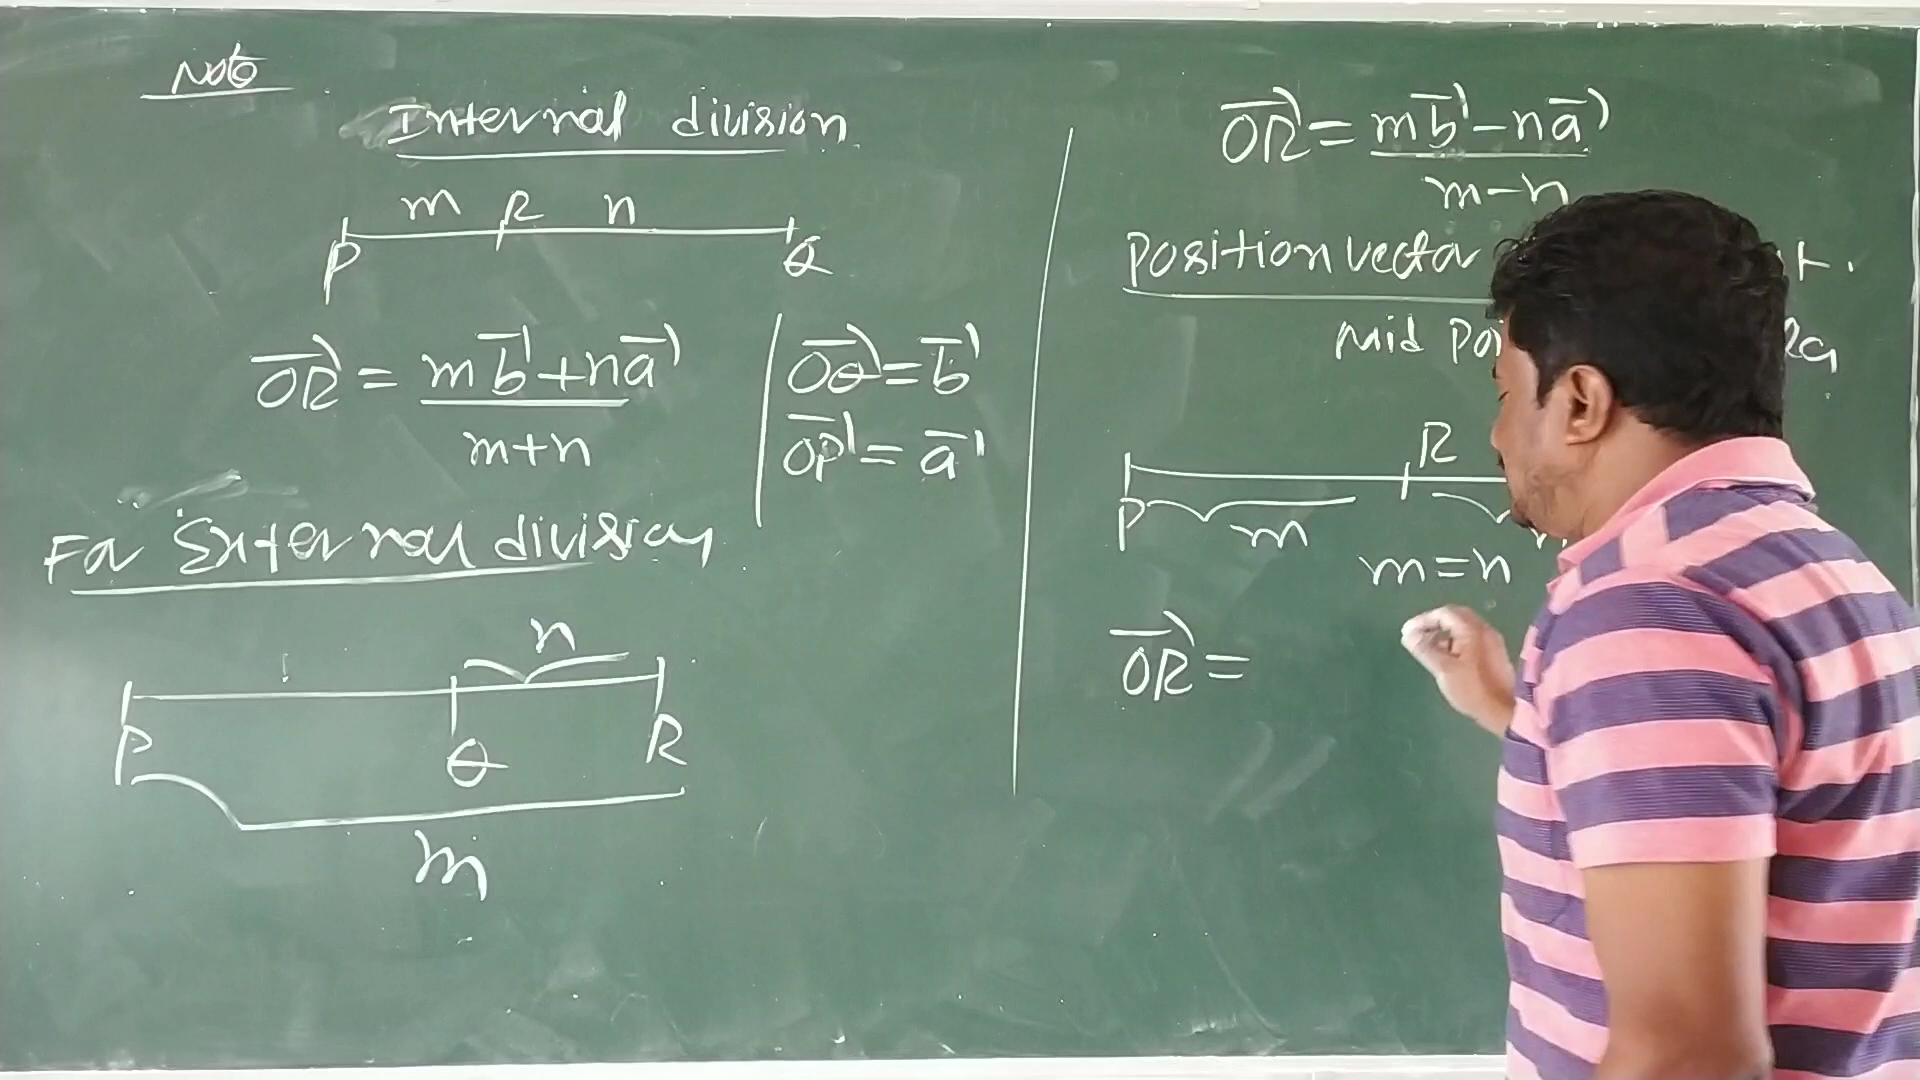 Note
Internal division
m R n
P Q
OR⃗ = (mb⃗ + na⃗) / (m+n)
OQ⃗ = b⃗
OP⃗ = a⃗
For External division
n
P Q R
m
OR⃗ = (mb⃗ − na⃗) / (m−n)
Position vector
Mid
R
P m
m = n
OR⃗ =